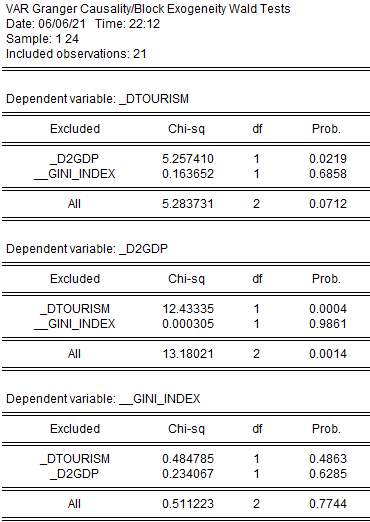 VAR Granger Causality/Block Exogeneity Wald Tests
Date: 06/06/21 Time: 22:12
Sample: 1 24
Included observations: 21
Dependent variable: _DTOURISM
Excluded Chi-sq df Prob.
_D2GDP 5.257410 1 0.0219
__GINI_INDEX 0.163652 1 0.6858
All 5.283731 2 0.0712
Dependent variable: _D2GDP
Excluded Chi-sq df Prob.
_DTOURISM 12.43335 1 0.0004
__GINI_INDEX 0.000305 1 0.9861
All 13.18021 2 0.0014
Dependent variable: __GINI_INDEX
Excluded Chi-sq df Prob.
_DTOURISM 0.484785 1 0.4863
_D2GDP 0.234067 1 0.6285
All 0.511223 2 0.7744